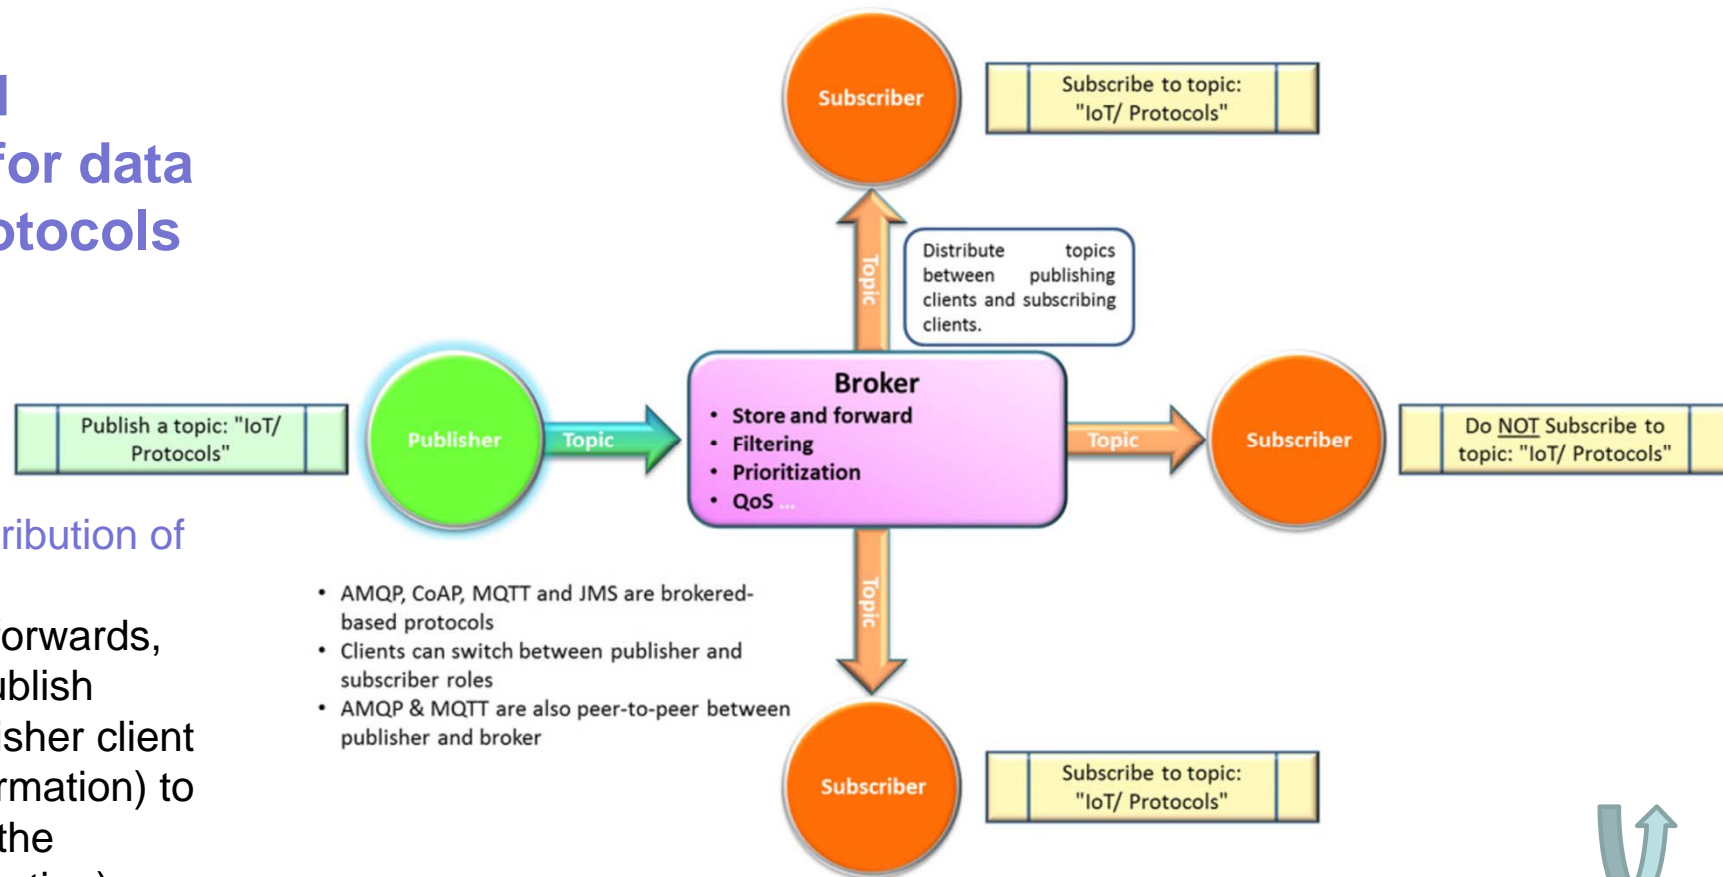 for data
otocols
ribution of
orwards,
ublish
isher client
rmation) to
the
Publish a topic: "IoT/
Protocols"
Publisher
Topic
Subscriber
Subscribe to topic:
"IoT/ Protocols"
Topic
Distribute topics
between publishing
clients and subscribing
clients.
Broker
• Store and forward
• Filtering
• Prioritization
• QoS ...
Topic
Subscriber
Do NOT Subscribe to
topic: "IoT/ Protocols"
Topic
• AMQP, CoAP, MQTT and JMS are brokered-
based protocols
• Clients can switch between publisher and
subscriber roles
• AMQP & MQTT are also peer-to-peer between
publisher and broker
Subscriber
Subscribe to topic:
"IoT/ Protocols"